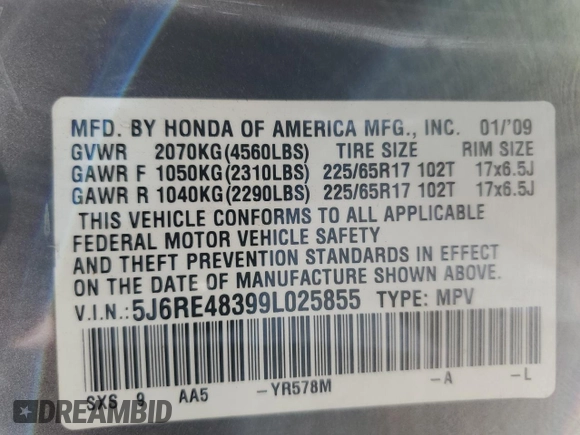 MFD. BY HONDA OF AMERICA MFG., INC. 01/'09
GVWR 2070KG(4560LBS) TIRE SIZE RIM SIZE
GAWR F 1050KG(2310LBS) 225/65R17 102T 17x6.5J
GAWR R 1040KG(2290LBS) 225/65R17 102T 17x6.5J
THIS VEHICLE CONFORMS TO ALL APPLICABLE
FEDERAL MOTOR VEHICLE SAFETY
AND THEFT PREVENTION STANDARDS IN EFFECT
ON THE DATE OF MANUFACTURE SHOWN ABOVE.
V.I.N.: 5J6RE48399L025855 TYPE: MPV
SXS 9 AA5 -YR578M -A -L
DREAMBID